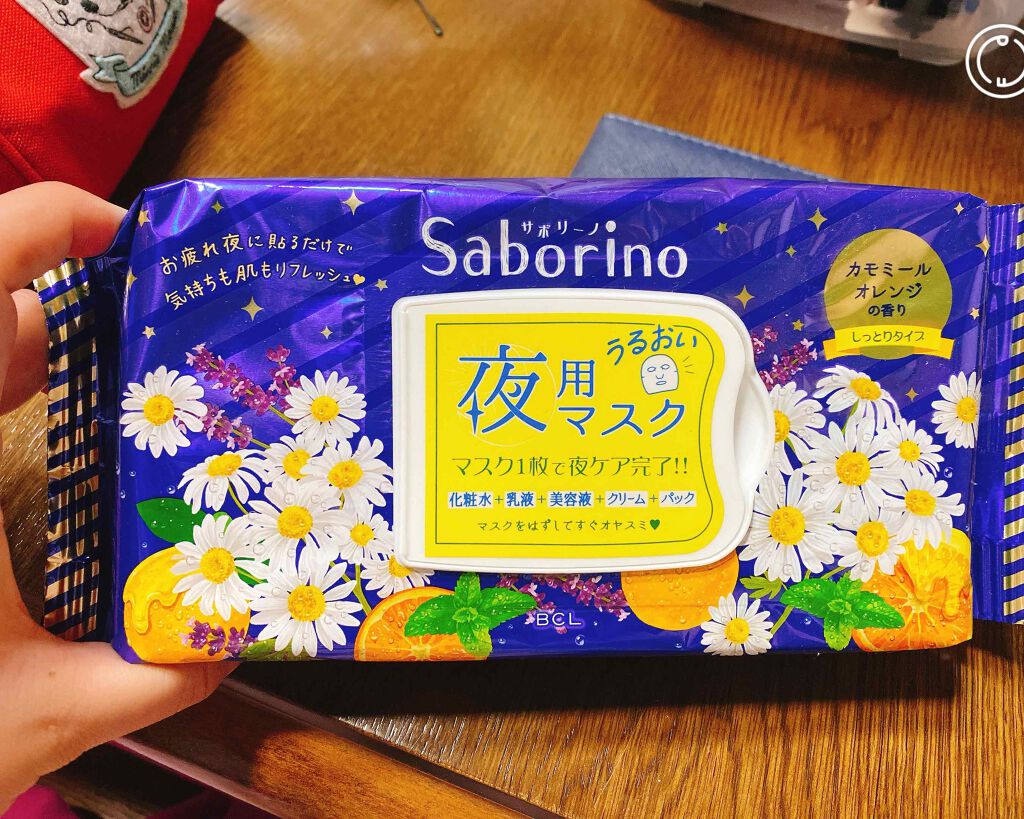 お疲れ夜に貼るだけで
気持ちも肌もリフレッシュ♥
サボリーノ
Saborino
カモミール
オレンジ
の香り
しっとりタイプ
うるおい
夜用
マスク
マスク1枚で夜ケア完了!!
化粧水+乳液+美容液+クリーム+パック
マスクをはずしてすぐオヤスミ♥
BCL